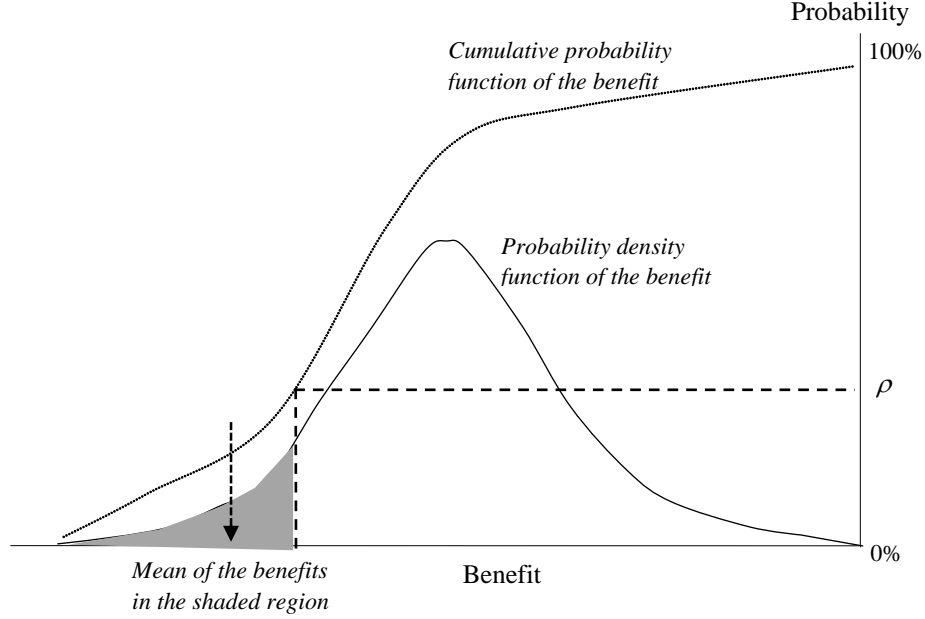 Probability
100%
Cumulative probability
function of the benefit
Probability density
function of the benefit
ρ
0%
Mean of the benefits
in the shaded region
Benefit